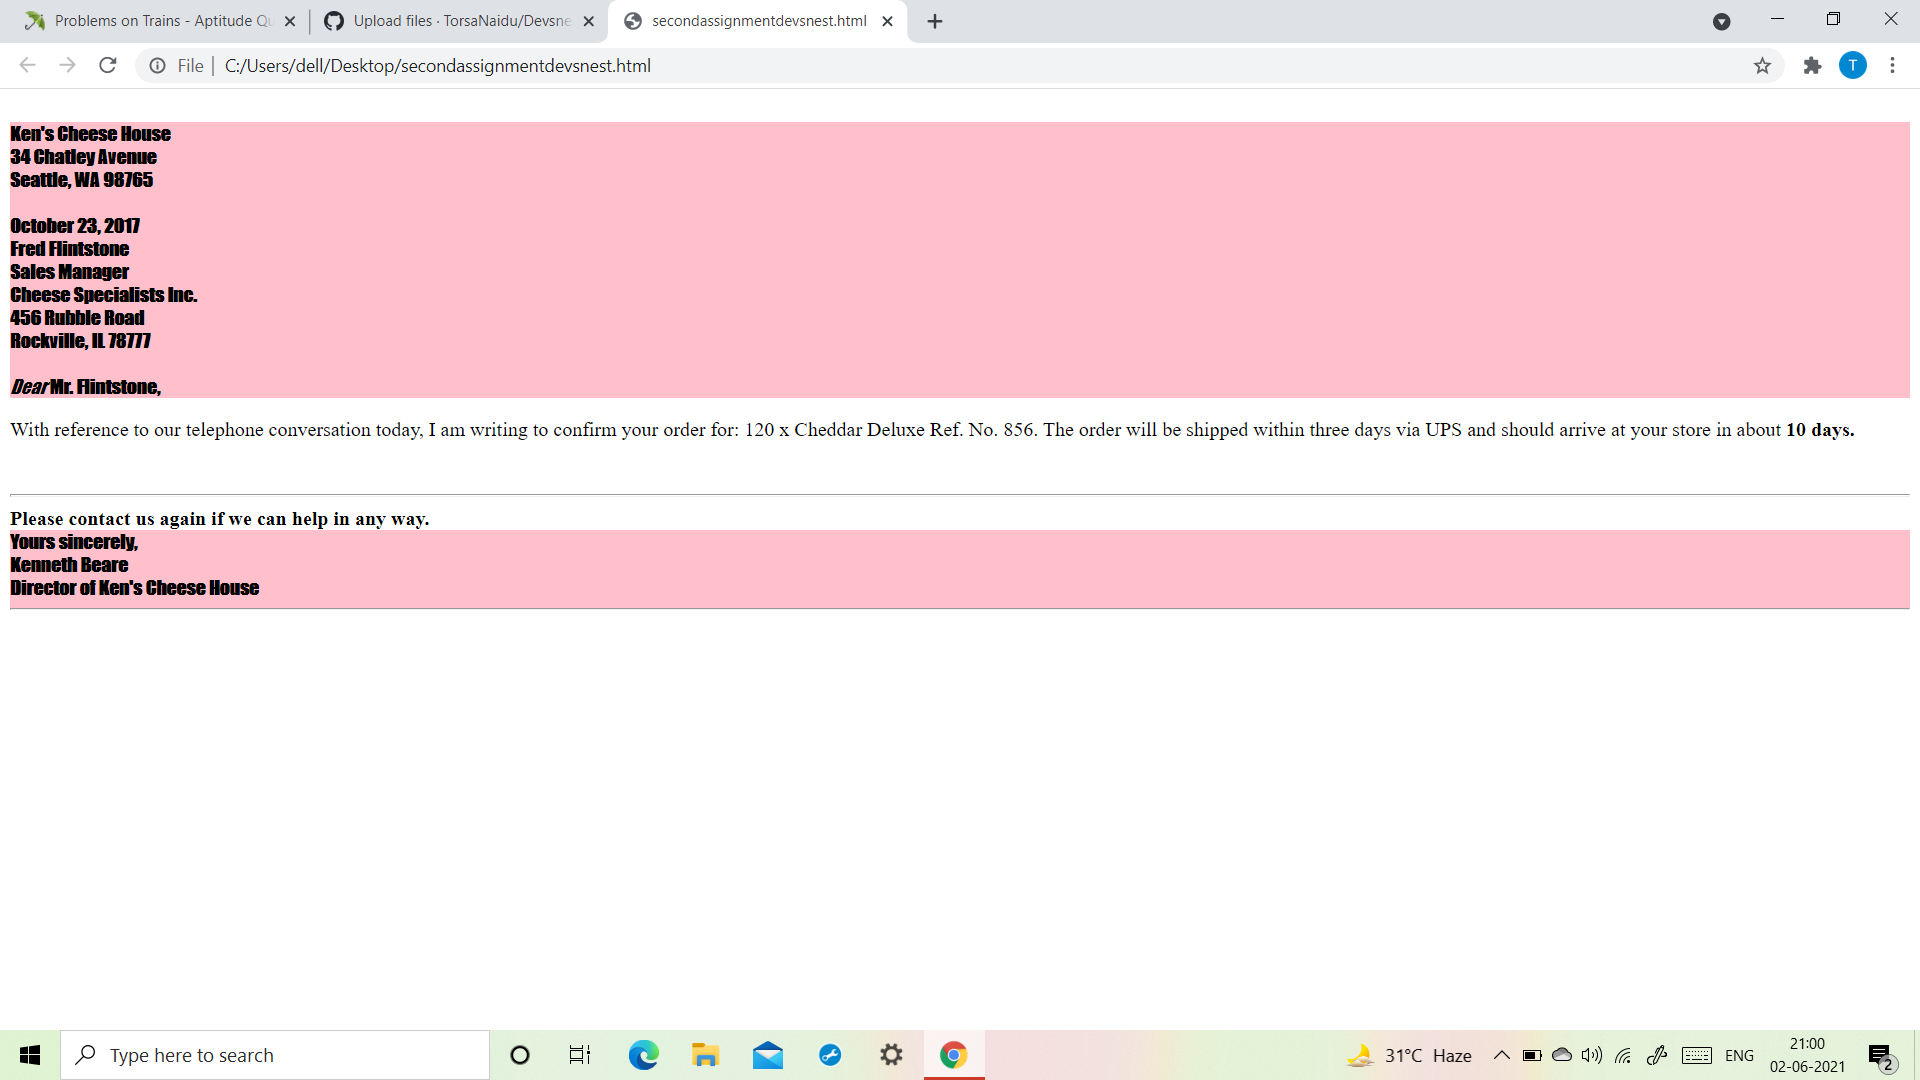 Problems on Trains - Aptitude Qu
Upload files · TorsaNaidu/Devsne
secondassignmentdevsnest.html
File | C:/Users/dell/Desktop/secondassignmentdevsnest.html
T
Ken's Cheese House
34 Chatley Avenue
Seattle, WA 98765
October 23, 2017
Fred Flintstone
Sales Manager
Cheese Specialists Inc.
456 Rubble Road
Rockville, IL 78777
Dear Mr. Flintstone,
With reference to our telephone conversation today, I am writing to confirm your order for: 120 x Cheddar Deluxe Ref. No. 856. The order will be shipped within three days via UPS and should arrive at your store in about 10 days.
Please contact us again if we can help in any way.
Yours sincerely,
Kenneth Beare
Director of Ken's Cheese House
Type here to search
31°C Haze
ENG
21:00
02-06-2021
2